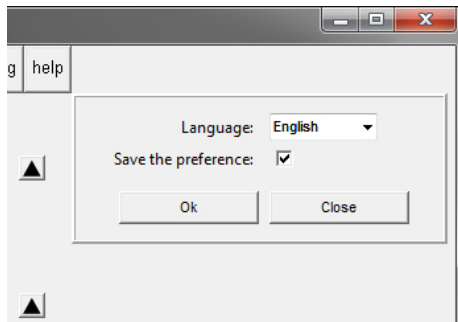 g help
Language: English
Save the preference:
Ok Close